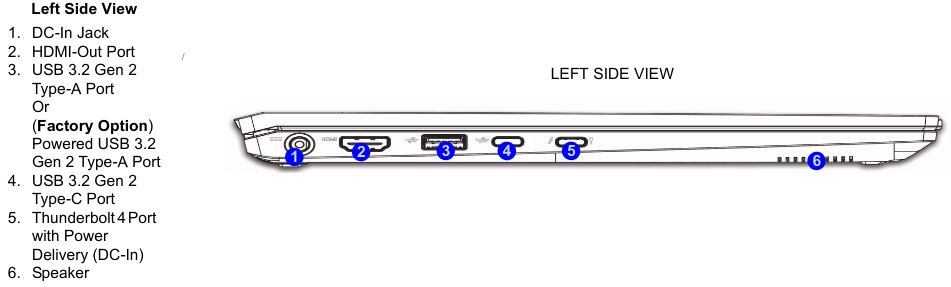 Left Side View
1. DC-In Jack
2. HDMI-Out Port
3. USB 3.2 Gen 2
Type-A Port
Or
(Factory Option)
Powered USB 3.2
Gen 2 Type-A Port
4. USB 3.2 Gen 2
Type-C Port
5. Thunderbolt 4 Port
with Power
Delivery (DC-In)
6. Speaker
/
LEFT SIDE VIEW
HDMI
1
2
3
4
5
6